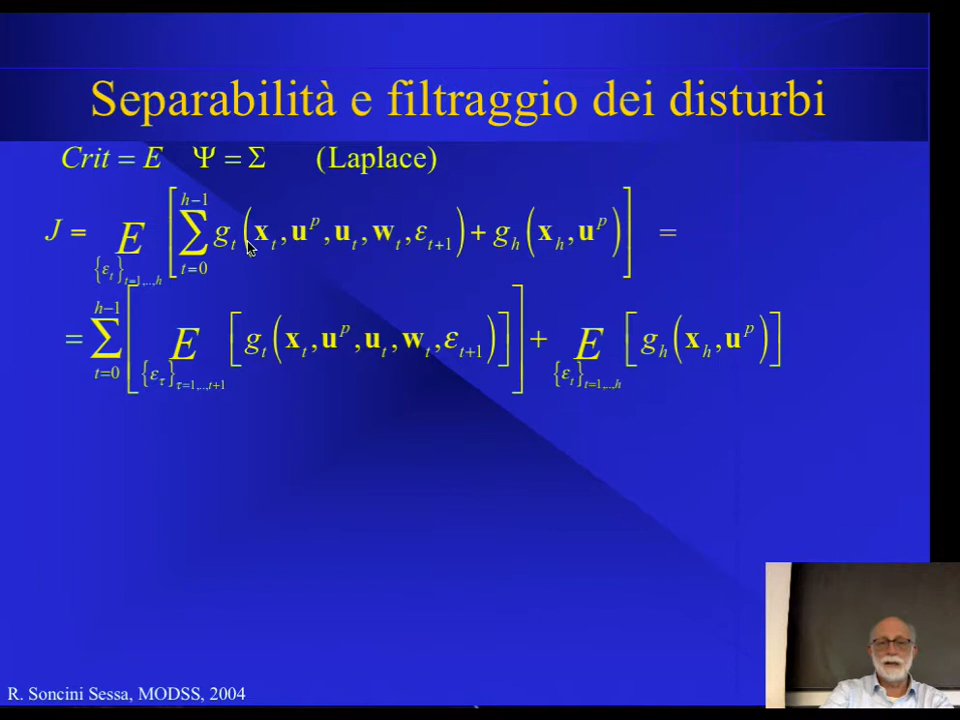 Separabilità e filtraggio dei disturbi
Crit = E Ψ = Σ (Laplace)
J = E_{{ε_t}_{t=1,..,h}} [ ∑_{t=0}^{h−1} g_t (x_t, u^p, u_t, w_t, ε_{t+1}) + g_h (x_h, u^p) ] =
= ∑_{t=0}^{h−1} [ E_{{ε_τ}_{τ=1,..,t+1}} [ g_t (x_t, u^p, u_t, w_t, ε_{t+1}) ] ] + E_{{ε_t}_{t=1,..,h}} [ g_h (x_h, u^p) ]
R. Soncini Sessa, MODSS, 2004